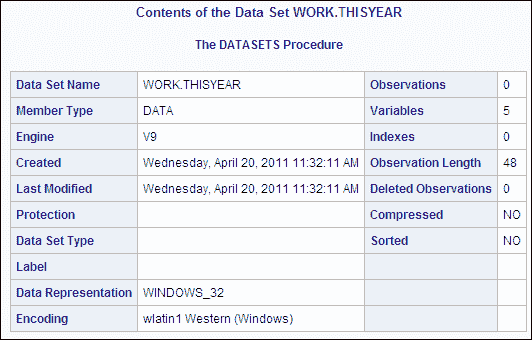 Contents of the Data Set WORK.THISYEAR
The DATASETS Procedure
Data Set Name WORK.THISYEAR Observations 0
Member Type DATA Variables 5
Engine V9 Indexes 0
Created Wednesday, April 20, 2011 11:32:11 AM Observation Length 48
Last Modified Wednesday, April 20, 2011 11:32:11 AM Deleted Observations 0
Protection Compressed NO
Data Set Type Sorted NO
Label
Data Representation WINDOWS_32
Encoding wlatin1 Western (Windows)